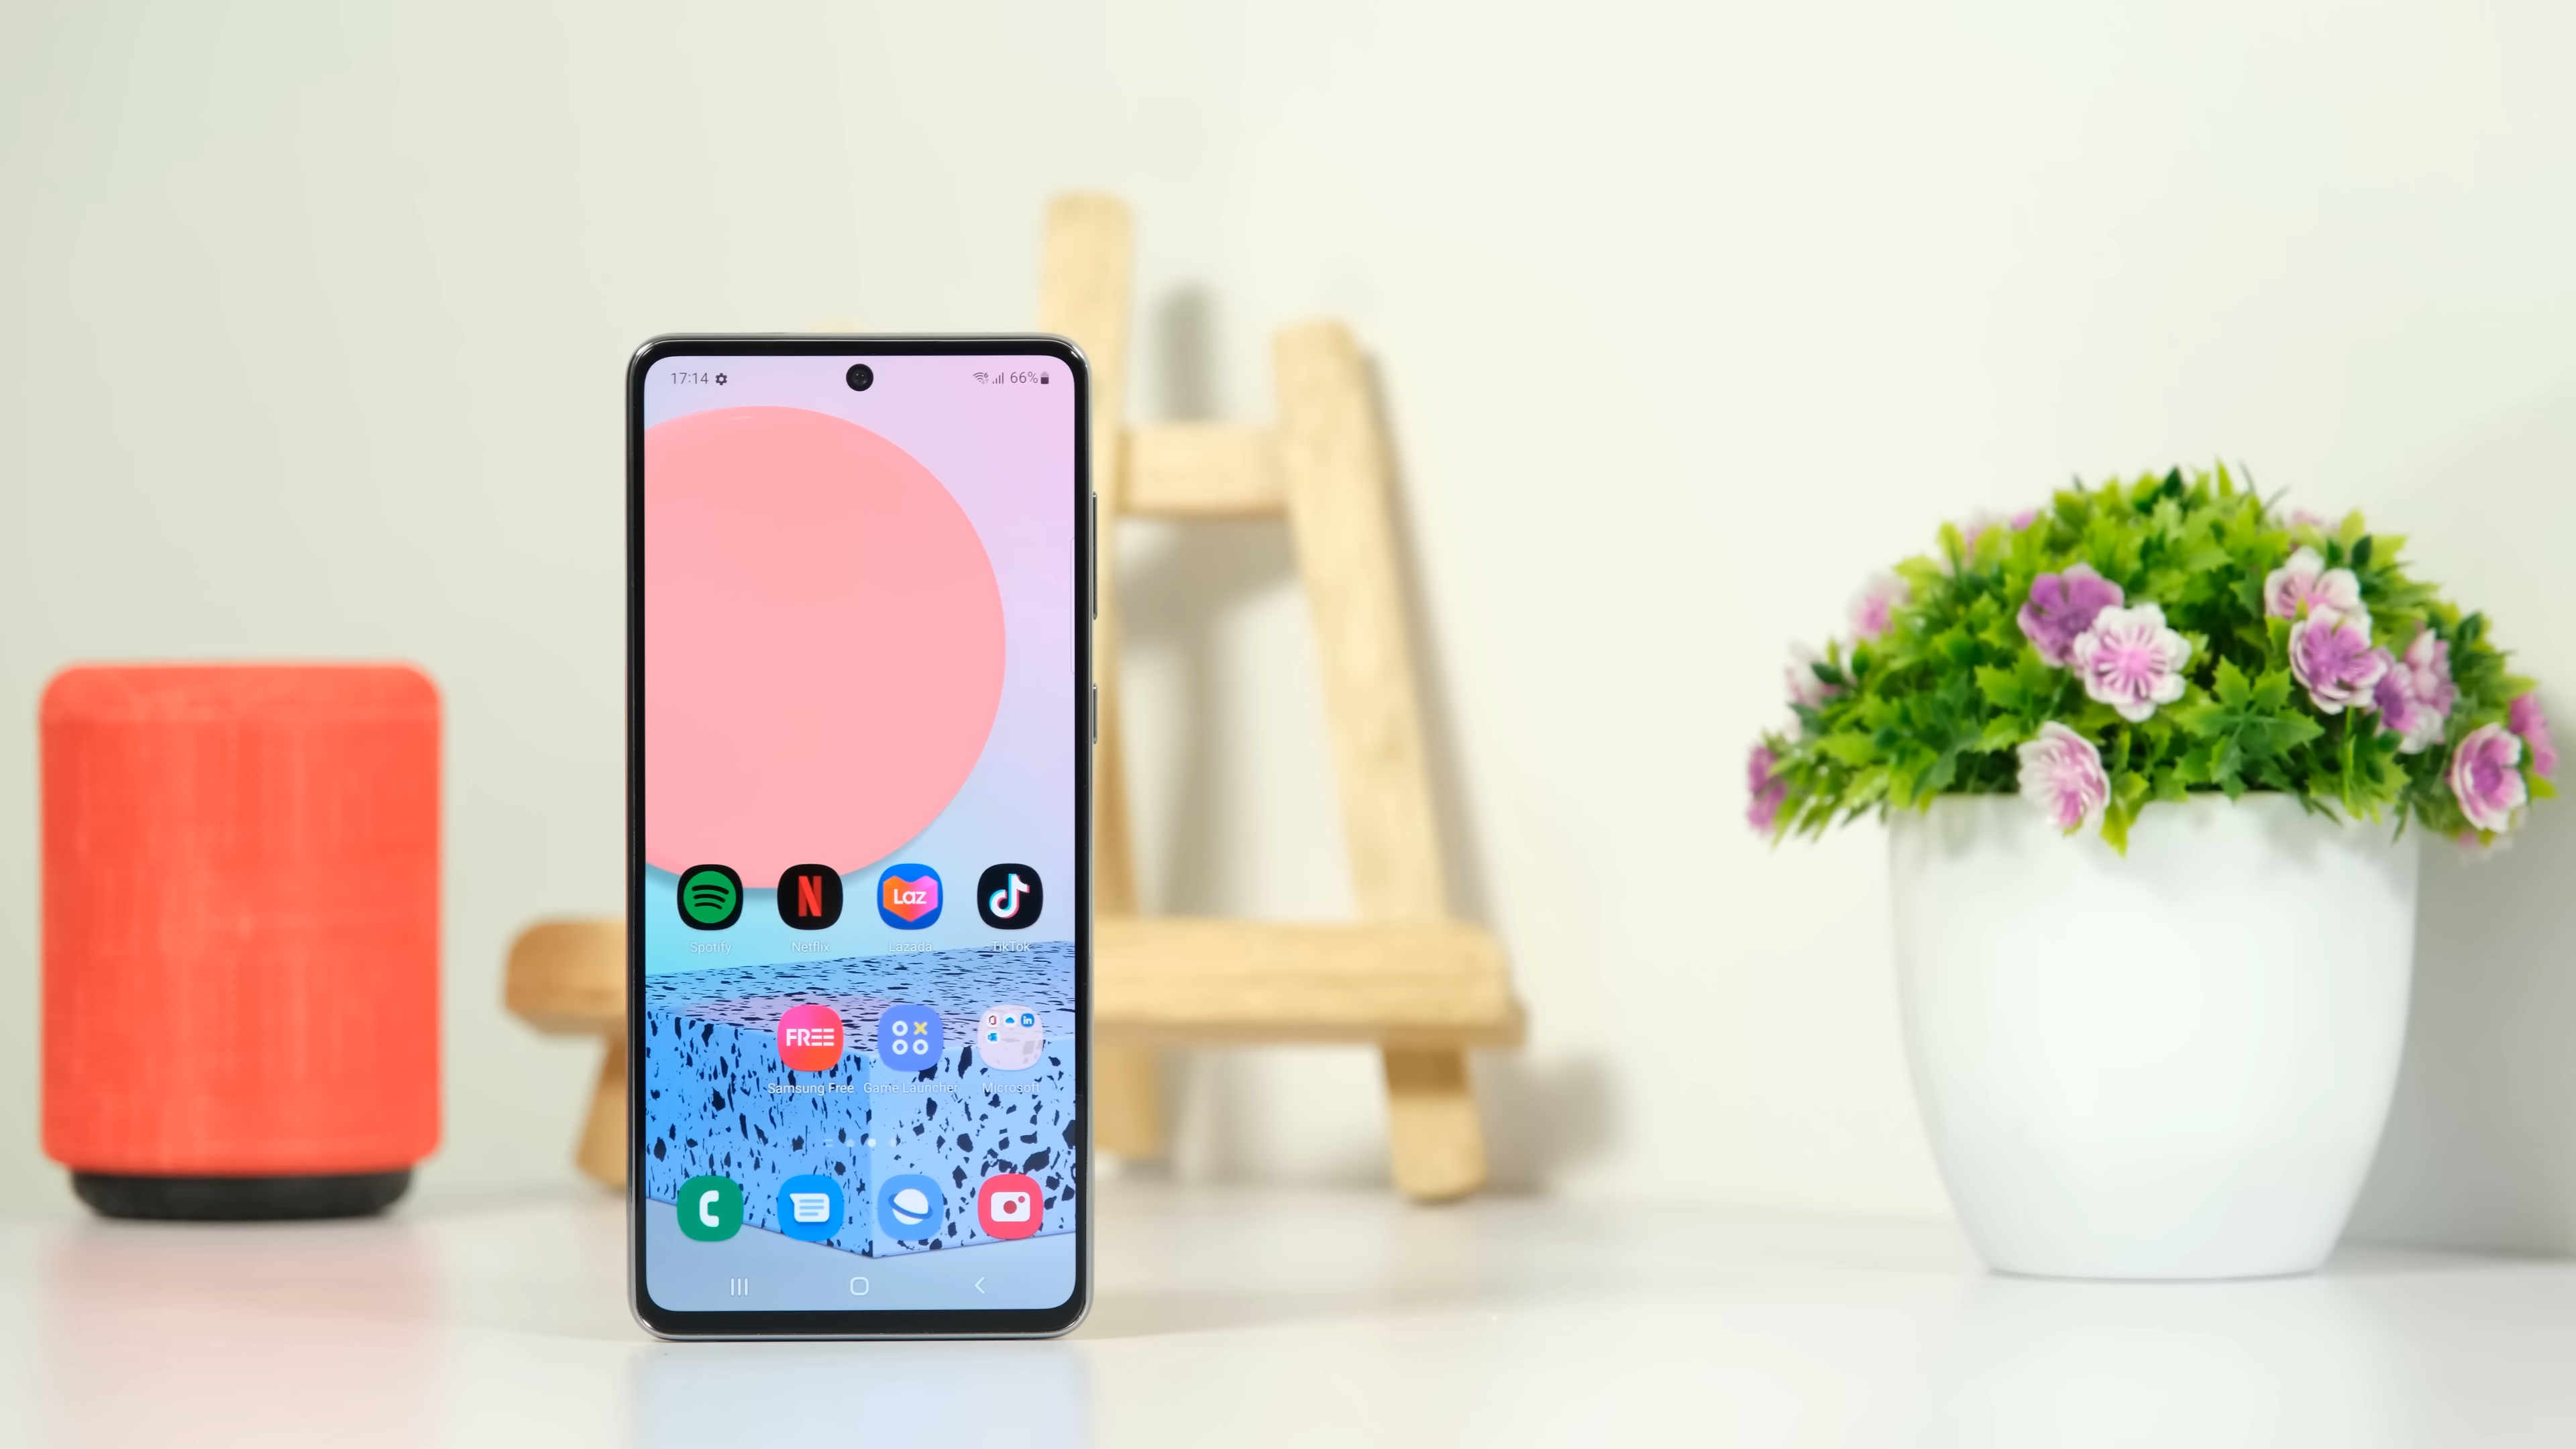 17:14 66%
Laz
Spotify Netflix Lazada TikTok
FREE
Samsung Free Game Launcher Microsoft